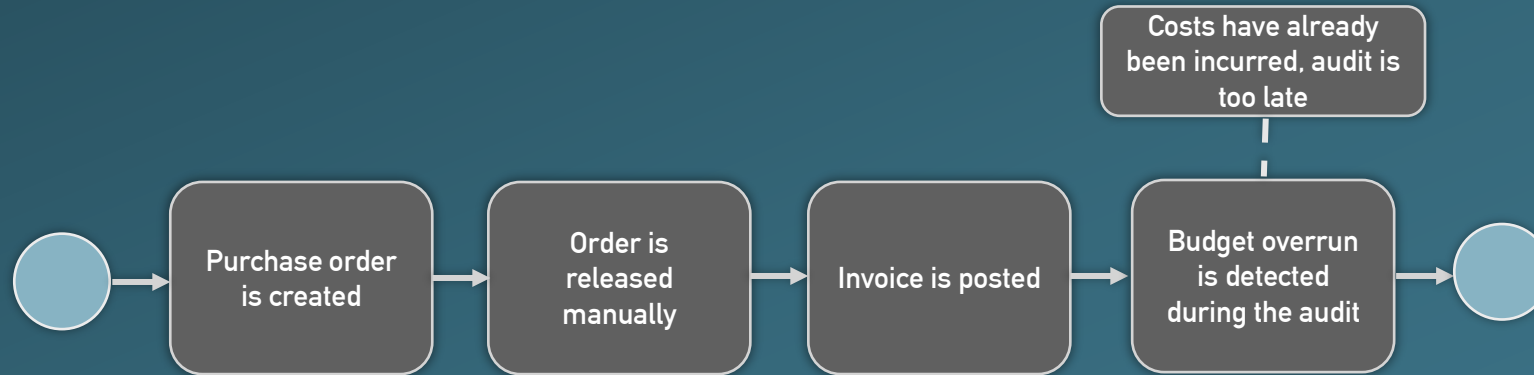 Costs have already
been incurred, audit is
too late
Purchase order
is created
Order is
released
manually
Invoice is posted
Budget overrun
is detected
during the audit